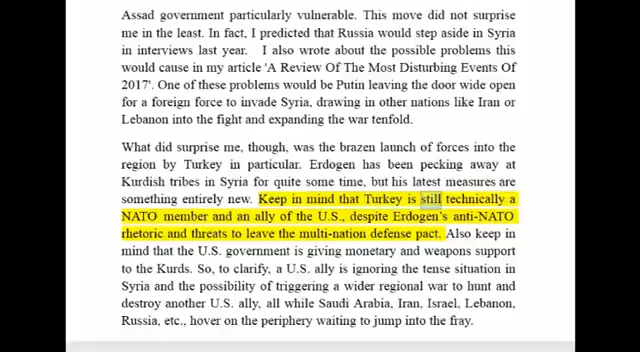 Assad government particularly vulnerable. This move did not surprise
me in the least. In fact, I predicted that Russia would step aside in Syria
in interviews last year. I also wrote about the possible problems this
would cause in my article 'A Review Of The Most Disturbing Events Of
2017'. One of these problems would be Putin leaving the door wide open
for a foreign force to invade Syria, drawing in other nations like Iran or
Lebanon into the fight and expanding the war tenfold.
What did surprise me, though, was the brazen launch of forces into the
region by Turkey in particular. Erdogen has been pecking away at
Kurdish tribes in Syria for quite some time, but his latest measures are
something entirely new. Keep in mind that Turkey is still technically a
NATO member and an ally of the U.S., despite Erdogen's anti-NATO
rhetoric and threats to leave the multi-nation defense pact. Also keep in
mind that the U.S. government is giving monetary and weapons support
to the Kurds. So, to clarify, a U.S. ally is ignoring the tense situation in
Syria and the possibility of triggering a wider regional war to hunt and
destroy another U.S. ally, all while Saudi Arabia, Iran, Israel, Lebanon,
Russia, etc., hover on the periphery waiting to jump into the fray.